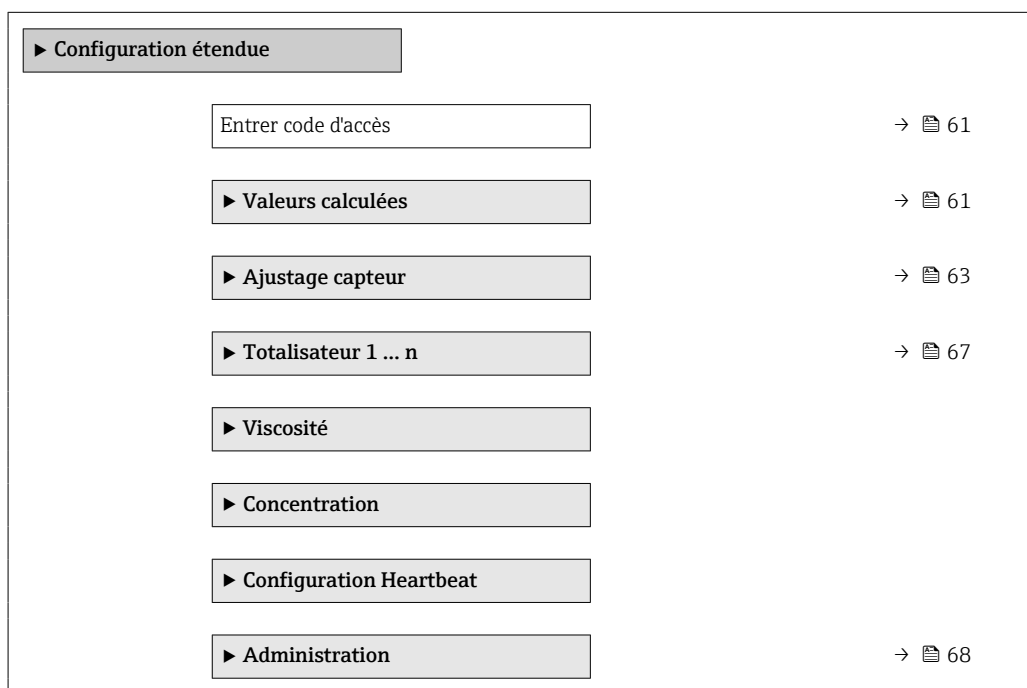 ▶ Configuration étendue
Entrer code d'accès → 61
▶ Valeurs calculées → 61
▶ Ajustage capteur → 63
▶ Totalisateur 1 ... n → 67
▶ Viscosité
▶ Concentration
▶ Configuration Heartbeat
▶ Administration → 68